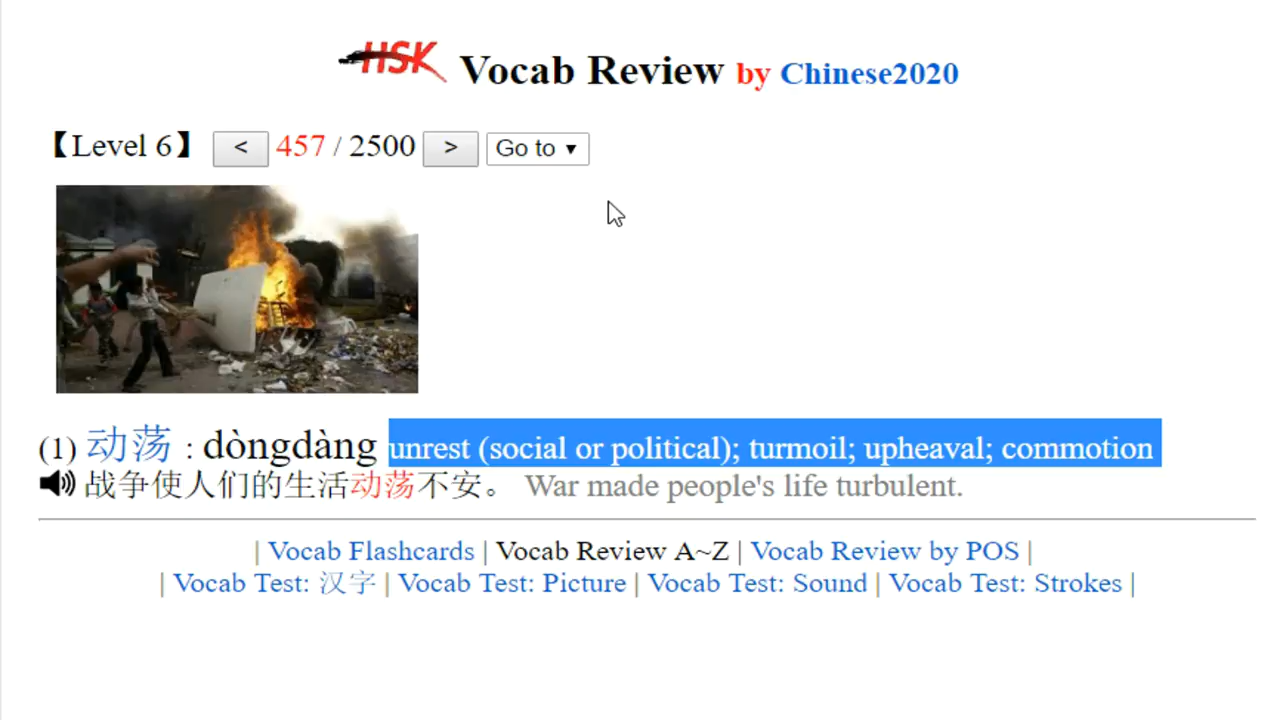 HSK Vocab Review by Chinese2020
【Level 6】 < 457 / 2500 > Go to ▼
(1) 动荡 : dòngdàng unrest (social or political); turmoil; upheaval; commotion
战争使人们的生活动荡不安。 War made people's life turbulent.
| Vocab Flashcards | Vocab Review A~Z | Vocab Review by POS |
| Vocab Test: 汉字 | Vocab Test: Picture | Vocab Test: Sound | Vocab Test: Strokes |